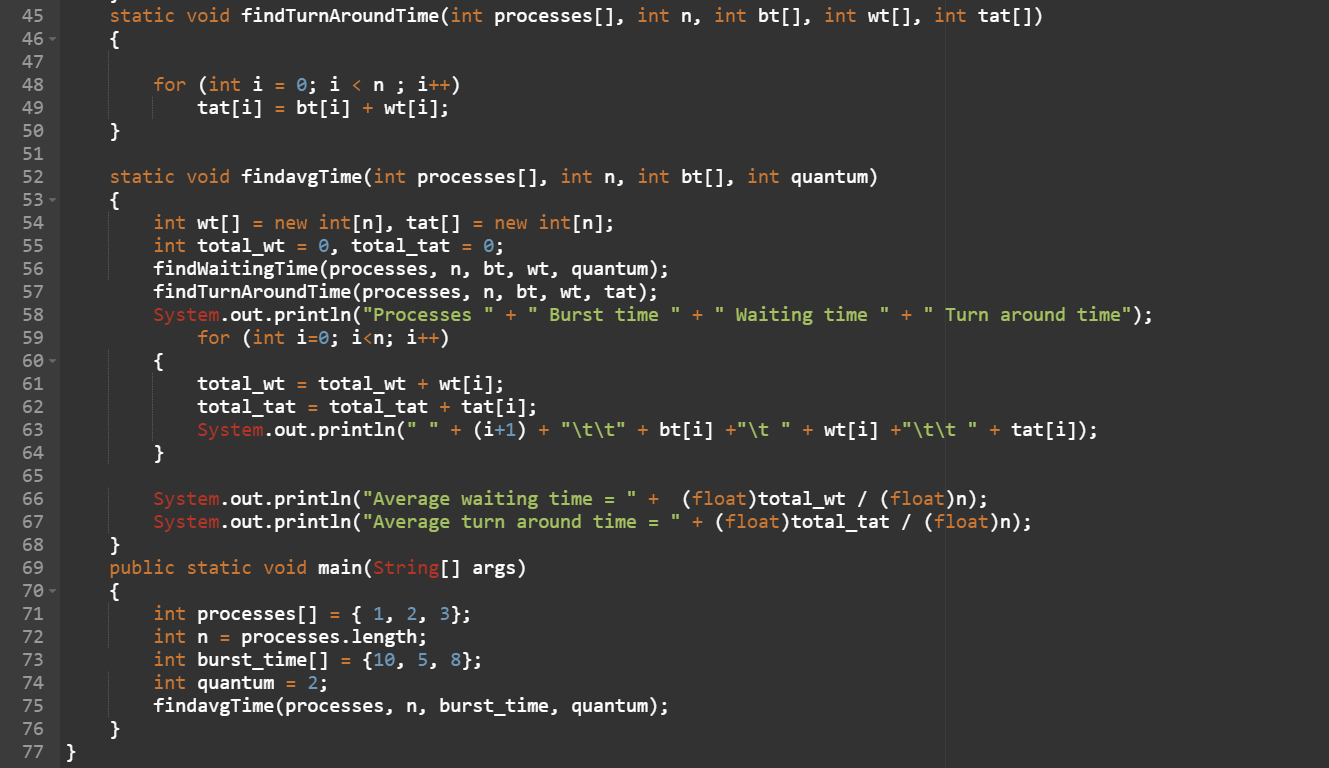 45 static void findTurnAroundTime(int processes[], int n, int bt[], int wt[], int tat[])
46 {
47
48 for (int i = 0; i < n ; i++)
49 tat[i] = bt[i] + wt[i];
50 }
51
52 static void findavgTime(int processes[], int n, int bt[], int quantum)
53 {
54 int wt[] = new int[n], tat[] = new int[n];
55 int total_wt = 0, total_tat = 0;
56 findWaitingTime(processes, n, bt, wt, quantum);
57 findTurnAroundTime(processes, n, bt, wt, tat);
58 System.out.println("Processes " + " Burst time " + " Waiting time " + " Turn around time");
59 for (int i=0; i<n; i++)
60 {
61 total_wt = total_wt + wt[i];
62 total_tat = total_tat + tat[i];
63 System.out.println(" " + (i+1) + "\t\t" + bt[i] +"\t " + wt[i] +"\t\t " + tat[i]);
64 }
65
66 System.out.println("Average waiting time = " +  (float)total_wt / (float)n);
67 System.out.println("Average turn around time = " + (float)total_tat / (float)n);
68 }
69 public static void main(String[] args)
70 {
71 int processes[] = { 1, 2, 3};
72 int n = processes.length;
73 int burst_time[] = {10, 5, 8};
74 int quantum = 2;
75 findavgTime(processes, n, burst_time, quantum);
76 }
77 }